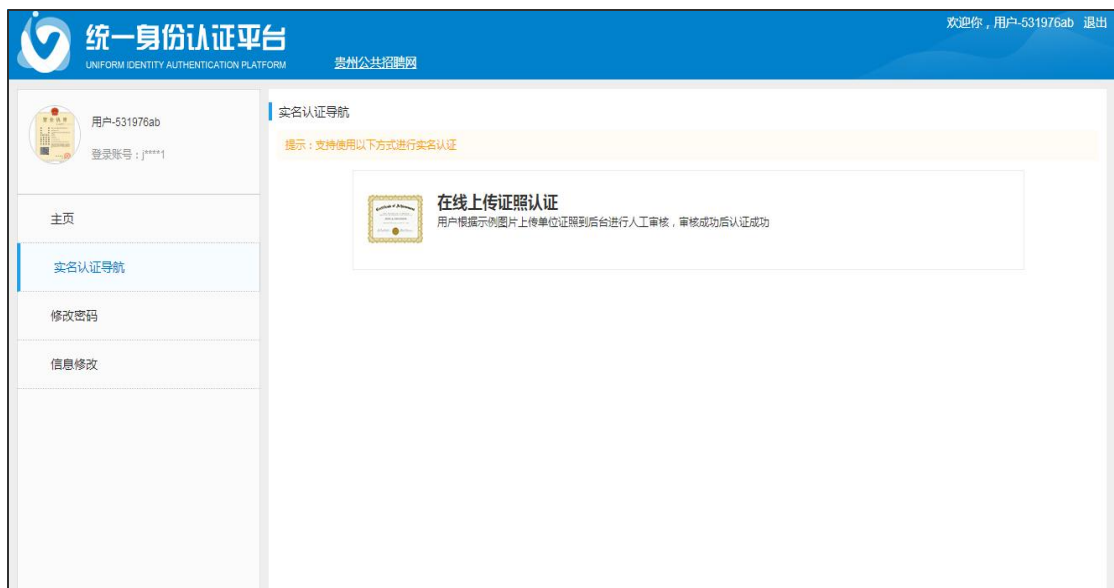 统一身份认证平台
UNIFORM IDENTITY AUTHENTICATION PLATFORM
贵州公共招聘网
欢迎你，用户-531976ab 退出
用户-531976ab
登录账号：j****1
主页
实名认证导航
修改密码
信息修改
实名认证导航
提示：支持使用以下方式进行实名认证
在线上传证照认证
用户根据示例图片上传单位证照到后台进行人工审核，审核成功后认证成功